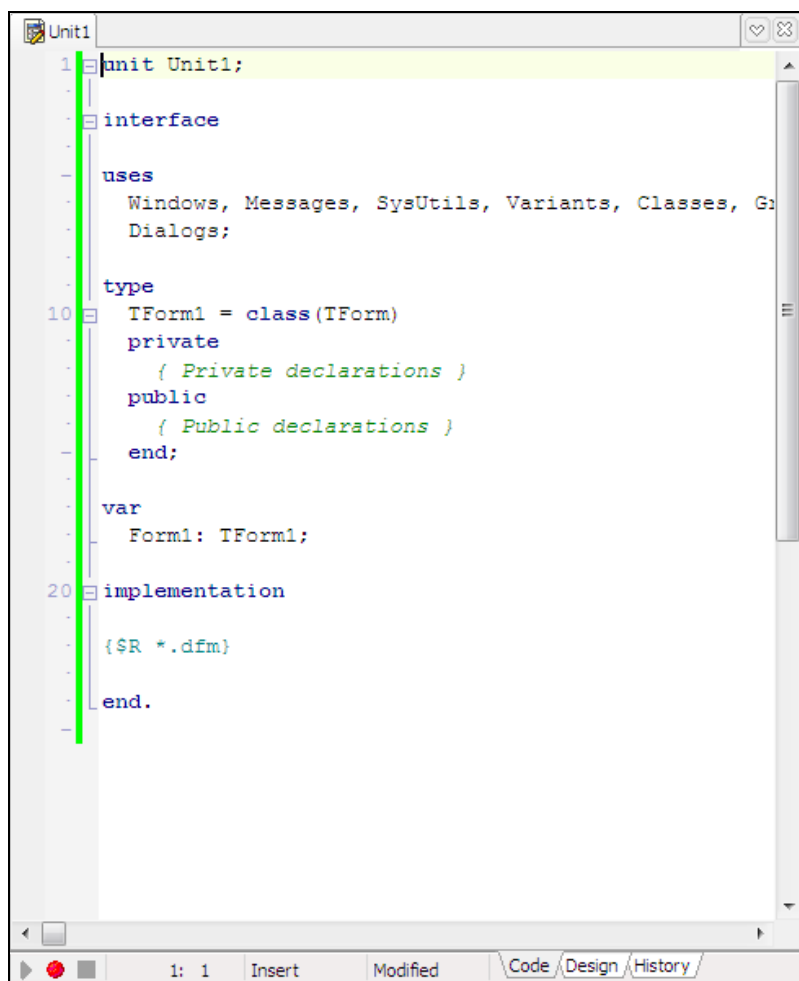 Unit1
1 unit Unit1;
interface
uses
Windows, Messages, SysUtils, Variants, Classes,
Dialogs;
type
10 TForm1 = class(TForm)
private
{ Private declarations }
public
{ Public declarations }
end;
var
Form1: TForm1;
20 implementation
{$R *.dfm}
end.
1: 1 Insert Modified Code Design History